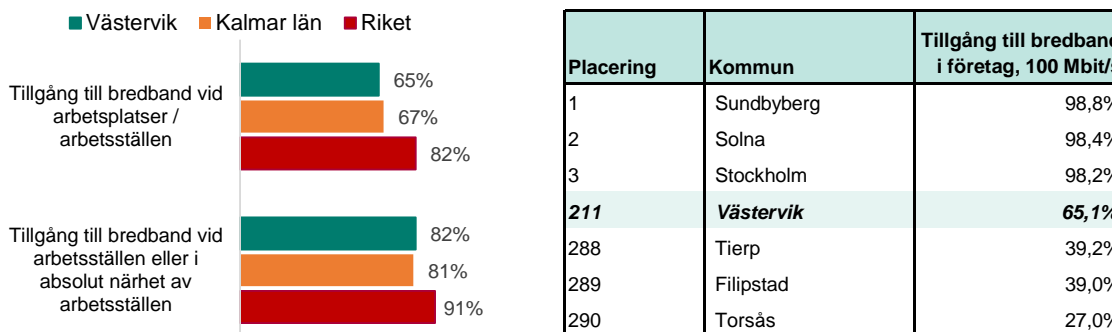 Västervik Kalmar län Riket
Tillgång till bredband vid
arbetsplatser /
arbetsställen
65%
67%
82%
Tillgång till bredband vid
arbetsställen eller i
absolut närhet av
arbetsställen
82%
81%
91%
Placering Kommun Tillgång till bredband i företag, 100 Mbit/s
1 Sundbyberg 98,8%
2 Solna 98,4%
3 Stockholm 98,2%
211 Västervik 65,1%
288 Tierp 39,2%
289 Filipstad 39,0%
290 Torsås 27,0%